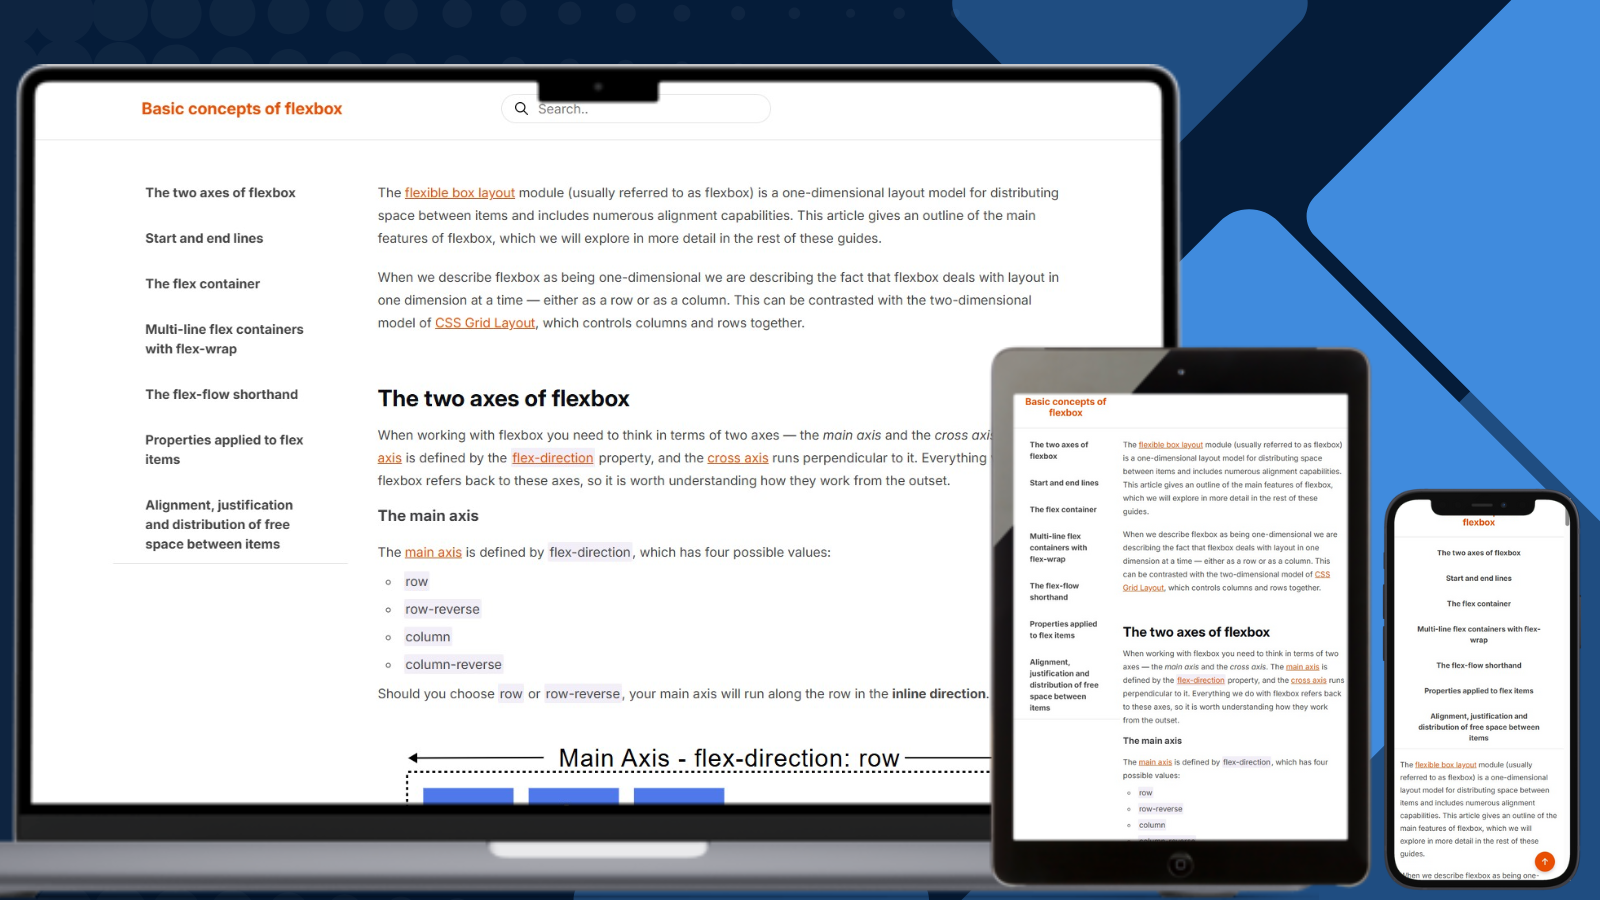 Basic concepts of flexbox
Search..
The two axes of flexbox
Start and end lines
The flex container
Multi-line flex containers
with flex-wrap
The flex-flow shorthand
Properties applied to flex
items
Alignment, justification
and distribution of free
space between items
The flexible box layout module (usually referred to as flexbox) is a one-dimensional layout model for distributing
space between items and includes numerous alignment capabilities. This article gives an outline of the main
features of flexbox, which we will explore in more detail in the rest of these guides.
When we describe flexbox as being one-dimensional we are describing the fact that flexbox deals with layout in
one dimension at a time — either as a row or as a column. This can be contrasted with the two-dimensional
model of CSS Grid Layout, which controls columns and rows together.
The two axes of flexbox
When working with flexbox you need to think in terms of two axes — the main axis and the cross axis
axis is defined by the flex-direction property, and the cross axis runs perpendicular to it. Everything
flexbox refers back to these axes, so it is worth understanding how they work from the outset.
The main axis
The main axis is defined by flex-direction, which has four possible values:
row
row-reverse
column
column-reverse
Should you choose row or row-reverse, your main axis will run along the row in the inline direction.
Main Axis - flex-direction: row
Basic concepts of
flexbox
The two axes of
flexbox
Start and end lines
The flex container
Multi-line flex
containers with
flex-wrap
The flex-flow
shorthand
Properties applied
to flex items
Alignment,
justification and
distribution of free
space between
items
The flexible box layout module (usually referred to as flexbox)
is a one-dimensional layout model for distributing space
between items and includes numerous alignment capabilities.
This article gives an outline of the main features of flexbox,
which we will explore in more detail in the rest of these
guides.
When we describe flexbox as being one-dimensional we are
describing the fact that flexbox deals with layout in one
dimension at a time — either as a row or as a column. This
can be contrasted with the two-dimensional model of CSS
Grid Layout, which controls columns and rows together.
The two axes of flexbox
When working with flexbox you need to think in terms of two
axes — the main axis and the cross axis. The main axis is
defined by the flex-direction property, and the cross axis runs
perpendicular to it. Everything we do with flexbox refers back
to these axes, so it is worth understanding how they work
from the outset.
The main axis
The main axis is defined by flex-direction, which has four
possible values:
row
row-reverse
column
flexbox
The two axes of flexbox
Start and end lines
The flex container
Multi-line flex containers with flex-
wrap
The flex-flow shorthand
Properties applied to flex items
Alignment, justification and
distribution of free space between
items
The flexible box layout module (usually
referred to as flexbox) is a one-dimensional
layout model for distributing space between
items and includes numerous alignment
capabilities. This article gives an outline of the
main features of flexbox, which we will
explore in more detail in the rest of these
guides.
When we describe flexbox as being one-